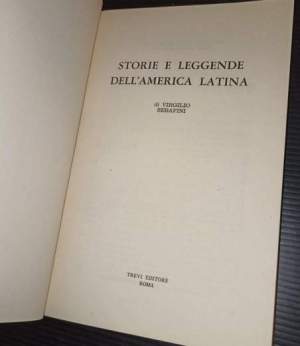 STORIE E LEGGENDE
DELL'AMERICA LATINA
di VIRGILIO
SERAFINI
TREVI EDITORE
ROMA